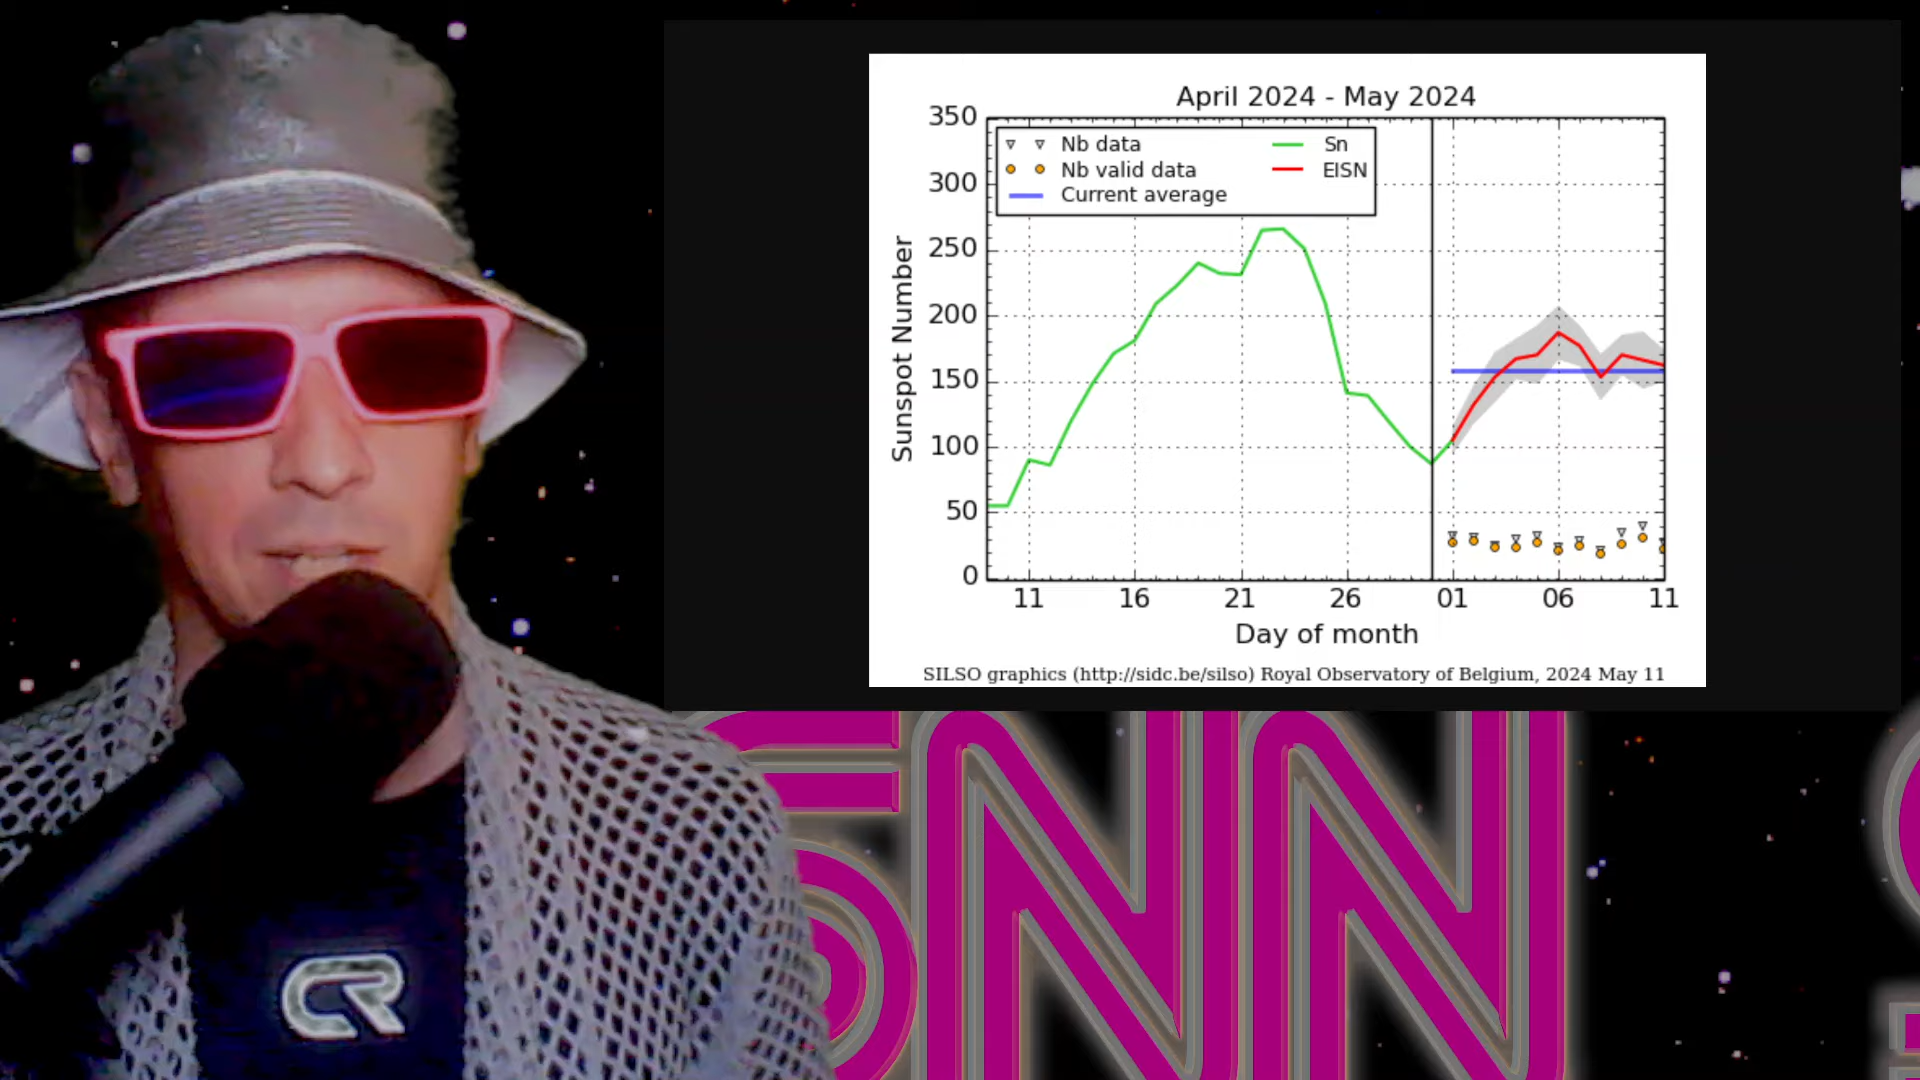 April 2024 - May 2024
350
300
250
200
150
100
50
0
Sunspot Number
Nb data
Nb valid data
Current average
Sn
EISN
11 16 21 26 01 06 11
Day of month
SILSO graphics (http://sidc.be/silso) Royal Observatory of Belgium, 2024 May 11
SNN
CR